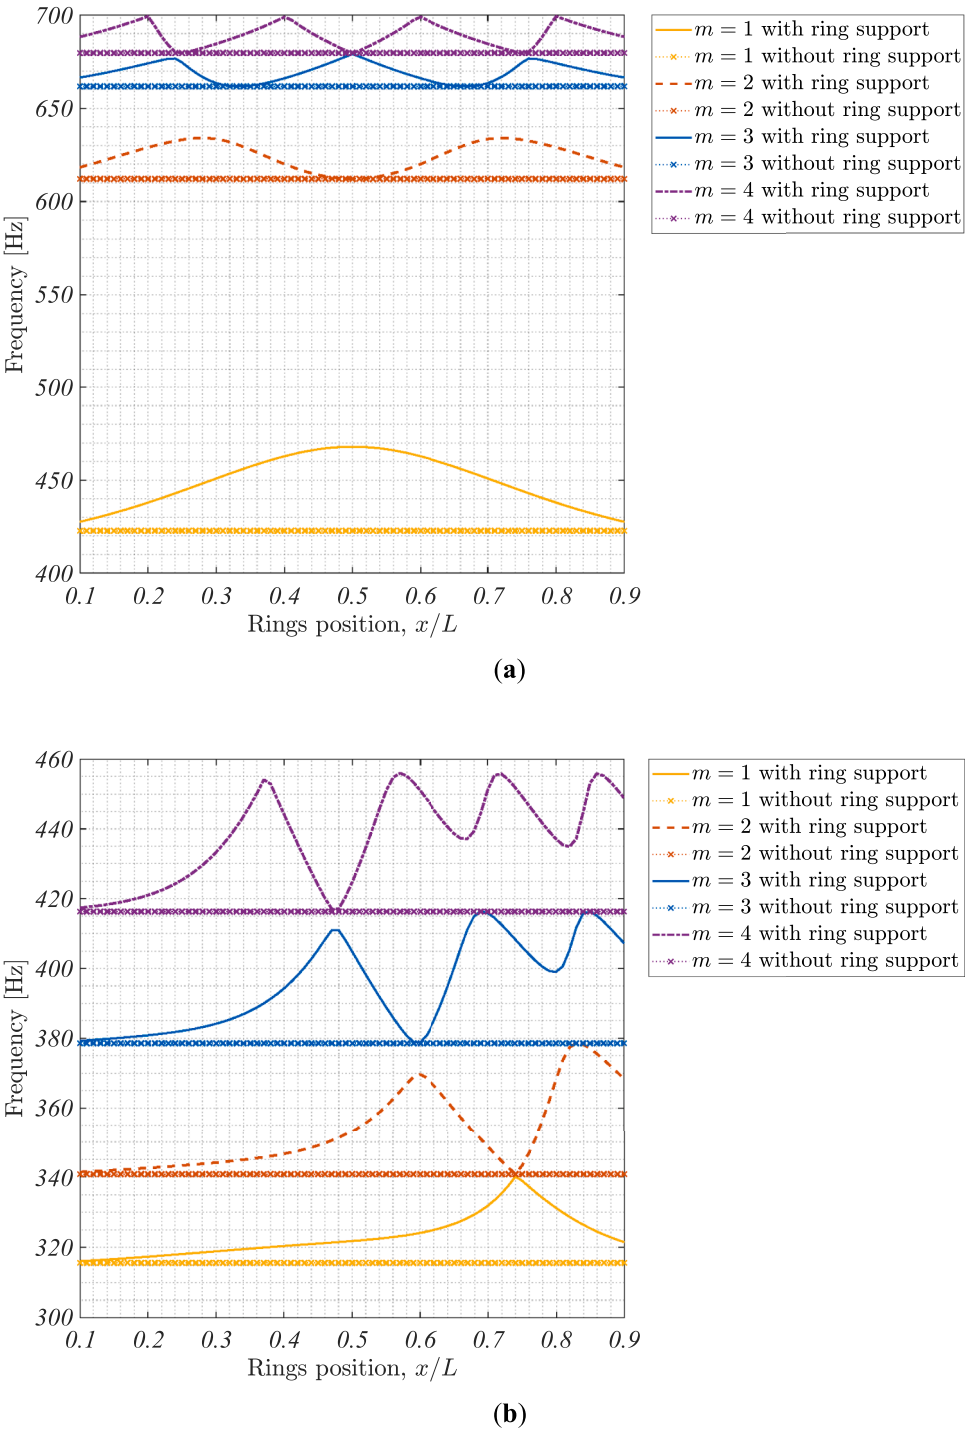 700
650
600
550
500
450
400
Frequency [Hz]
0.1 0.2 0.3 0.4 0.5 0.6 0.7 0.8 0.9
Rings position, x/L
m = 1 with ring support
m = 1 without ring support
m = 2 with ring support
m = 2 without ring support
m = 3 with ring support
m = 3 without ring support
m = 4 with ring support
m = 4 without ring support
(a)
460
440
420
400
380
360
340
320
300
Frequency [Hz]
0.1 0.2 0.3 0.4 0.5 0.6 0.7 0.8 0.9
Rings position, x/L
m = 1 with ring support
m = 1 without ring support
m = 2 with ring support
m = 2 without ring support
m = 3 with ring support
m = 3 without ring support
m = 4 with ring support
m = 4 without ring support
(b)